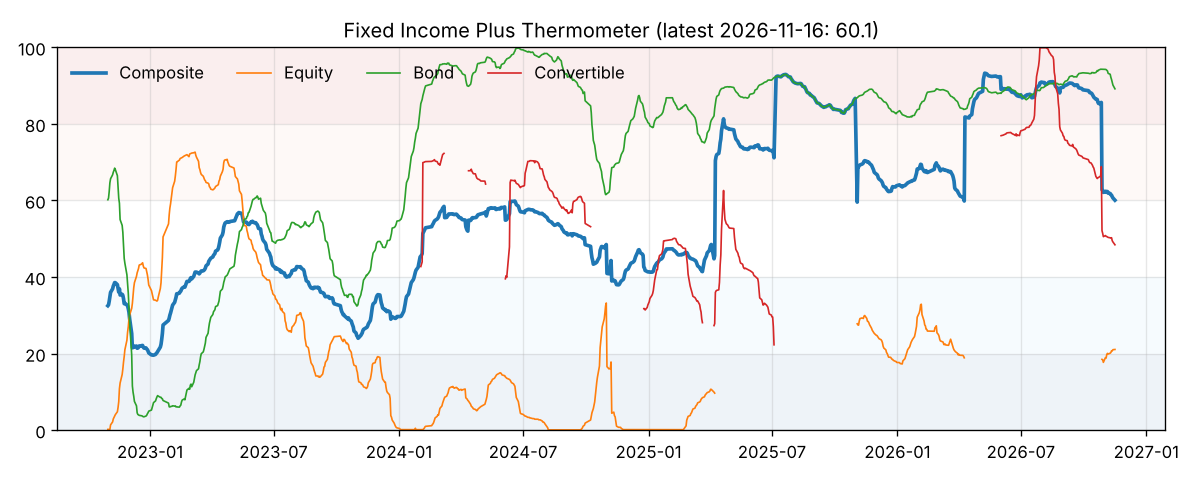 Fixed Income Plus Thermometer (latest 2026-11-16: 60.1)
Composite Equity Bond Convertible
100
80
60
40
20
0
2023-01 2023-07 2024-01 2024-07 2025-01 2025-07 2026-01 2026-07 2027-01